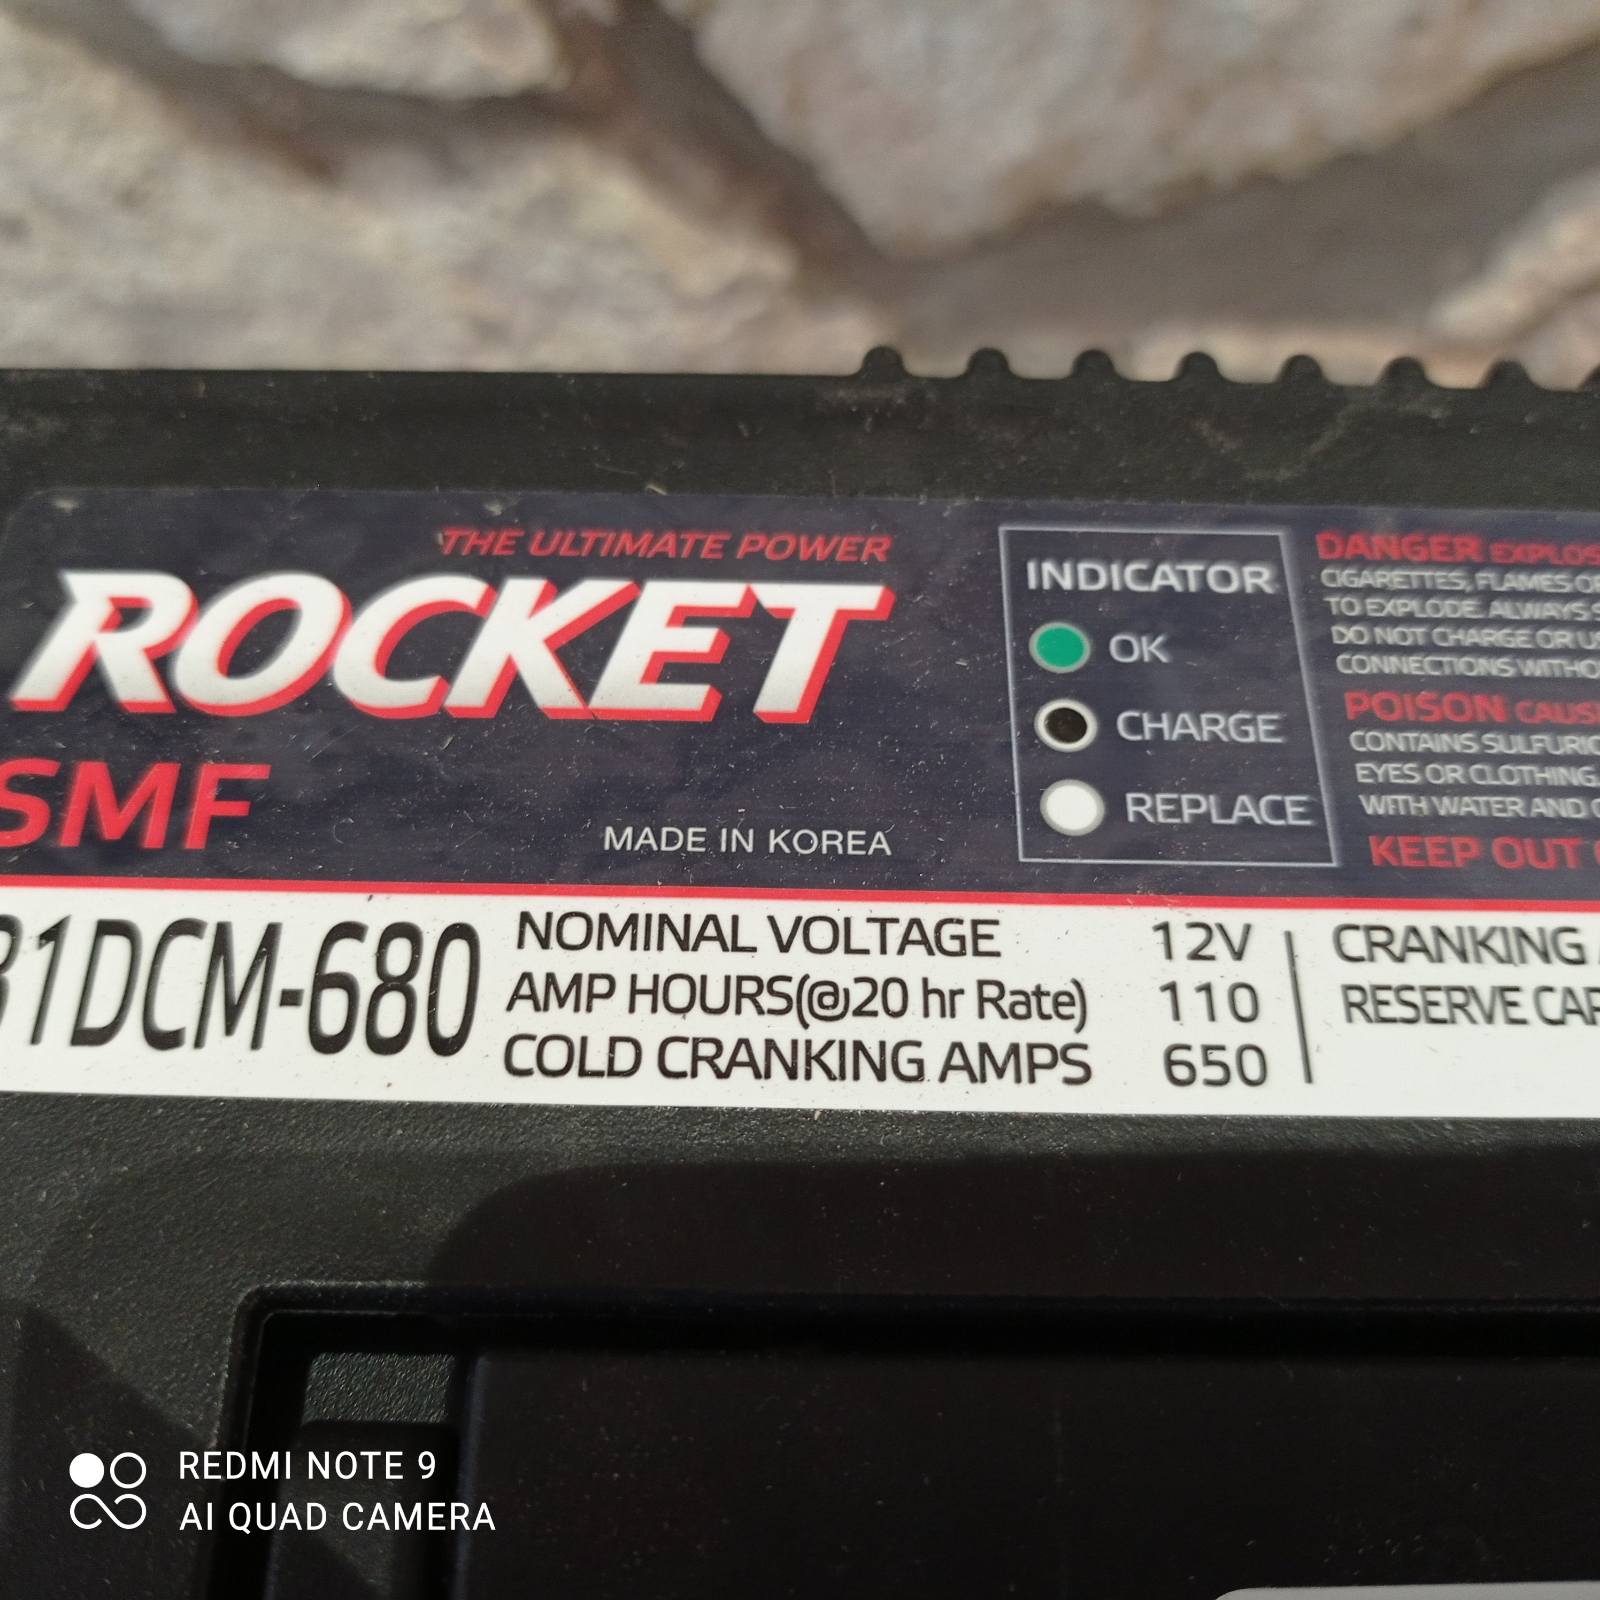 THE ULTIMATE POWER
ROCKET
SMF
MADE IN KOREA
INDICATOR
OK
CHARGE
REPLACE
DANGER
CIGARETTES, FLAMES
TO EXPLODE. ALWAYS
DO NOT CHARGE OR
CONNECTIONS
POISON
CONTAINS SULFURIC
EYES OR CLOTHING.
WITH WATER AND
KEEP OUT
31DCM-680
NOMINAL VOLTAGE 12V
AMP HOURS(@20 hr Rate) 110
COLD CRANKING AMPS 650
CRANKING
RESERVE
REDMI NOTE 9
AI QUAD CAMERA